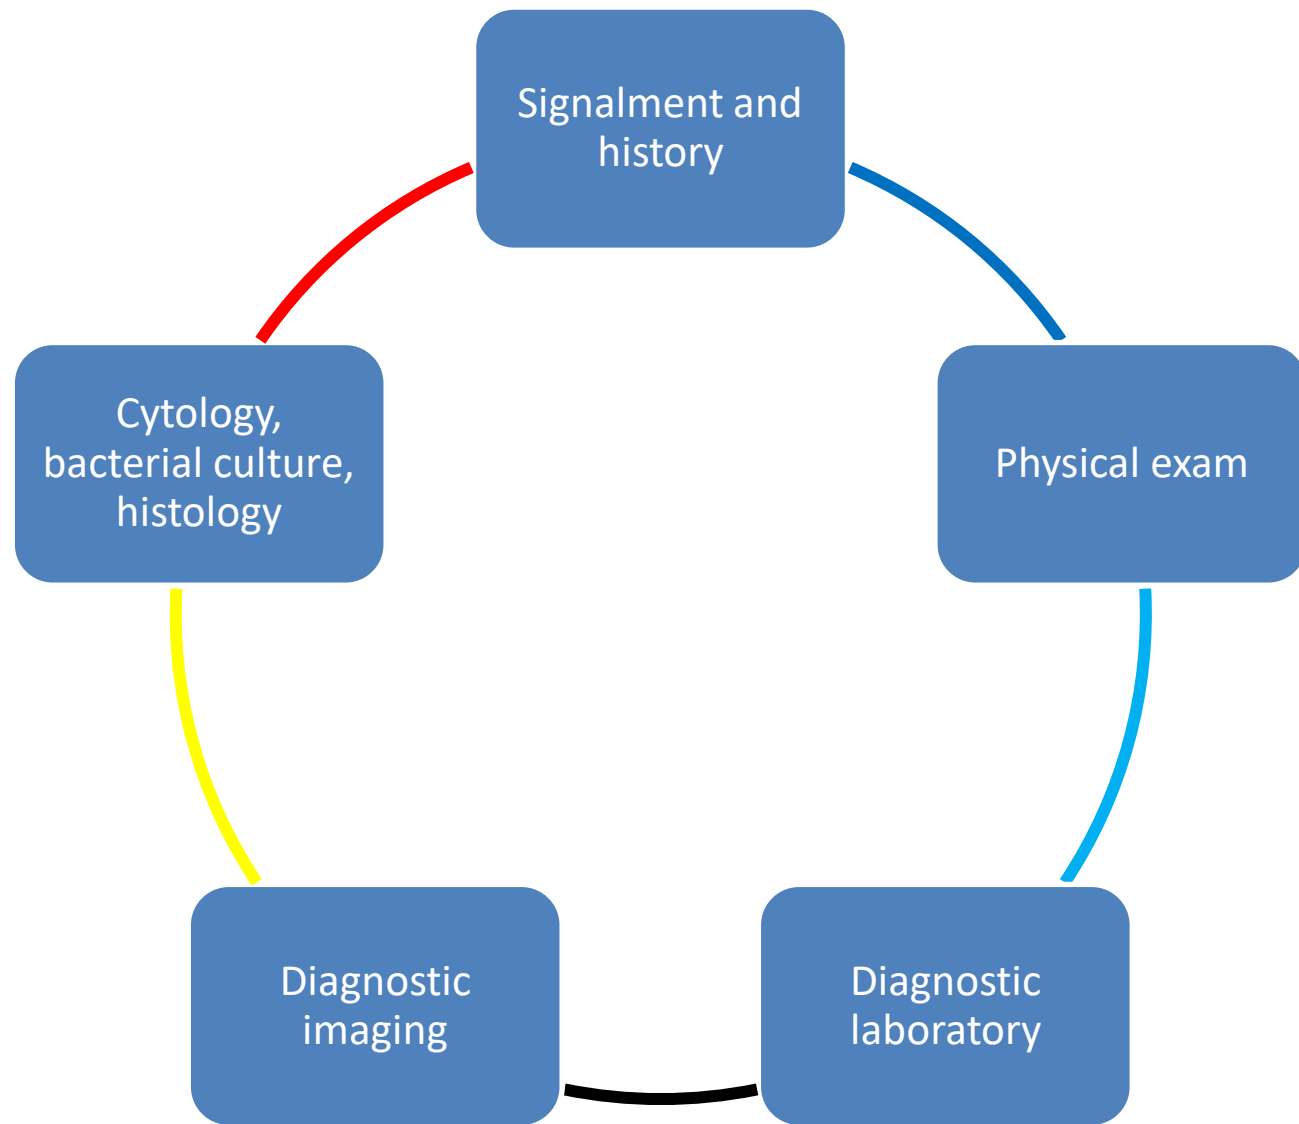 Signalment and
history
Physical exam
Diagnostic
laboratory
Diagnostic
imaging
Cytology,
bacterial culture,
histology